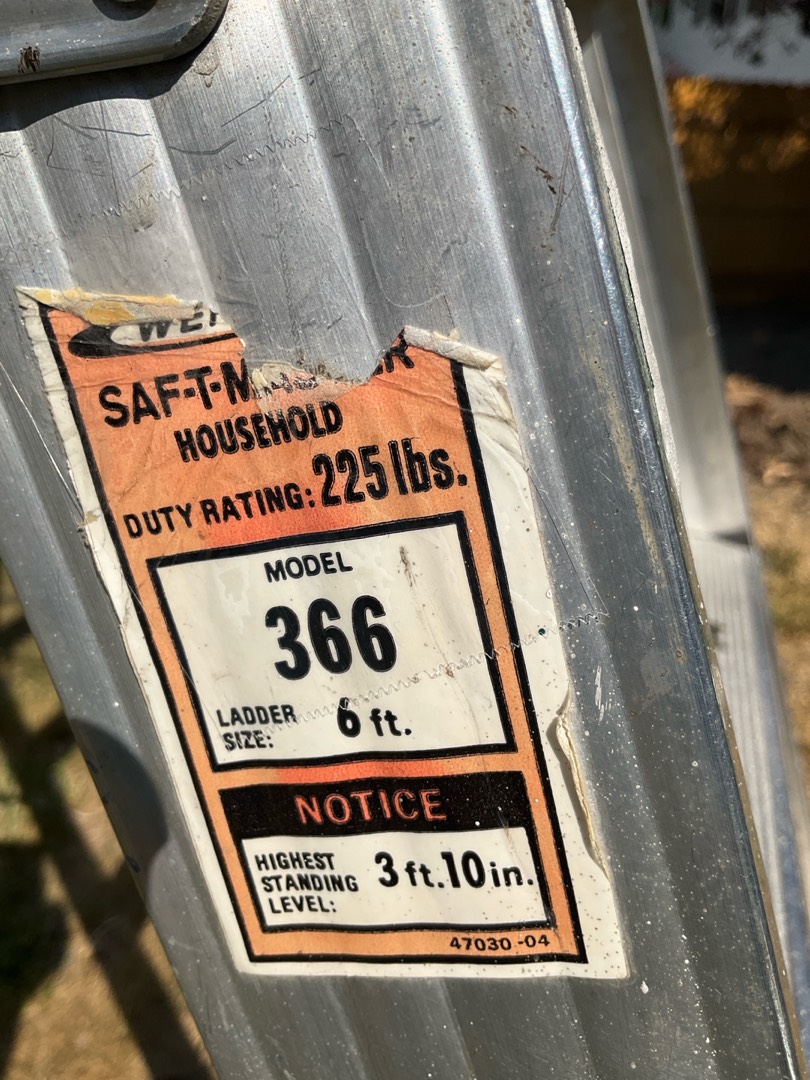 SAF-T-M
HOUSEHOLD
DUTY RATING: 225 lbs.
MODEL
366
LADDER
SIZE: 6 ft.
NOTICE
HIGHEST
STANDING
LEVEL: 3 ft. 10 in.
47030-04